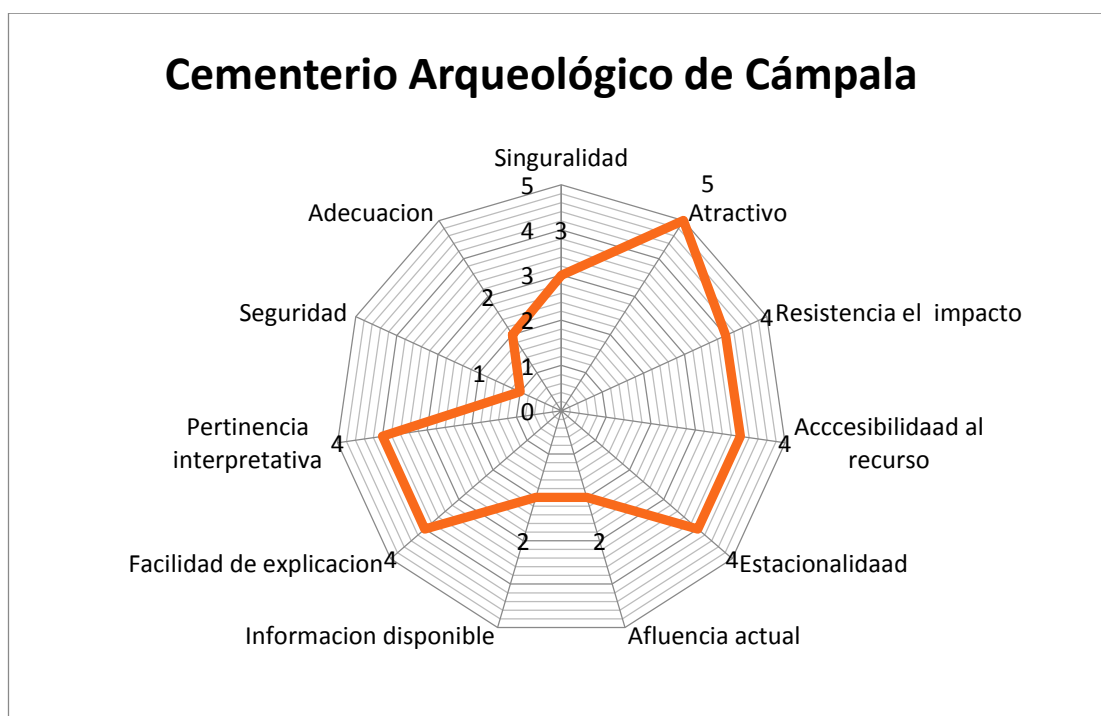 Cementerio Arqueológico de Cámpala
Singuralidad
5
5
Adecuacion
Atractivo
4
3
3
2
Seguridad
2
4
Resistencia el impacto
1
1
0
Pertinencia
interpretativa
4
Acccesibilidaad al
recurso
4
2
2
Facilidad de explicacion
4
4
Estacionalidaad
Informacion disponible
Afluencia actual